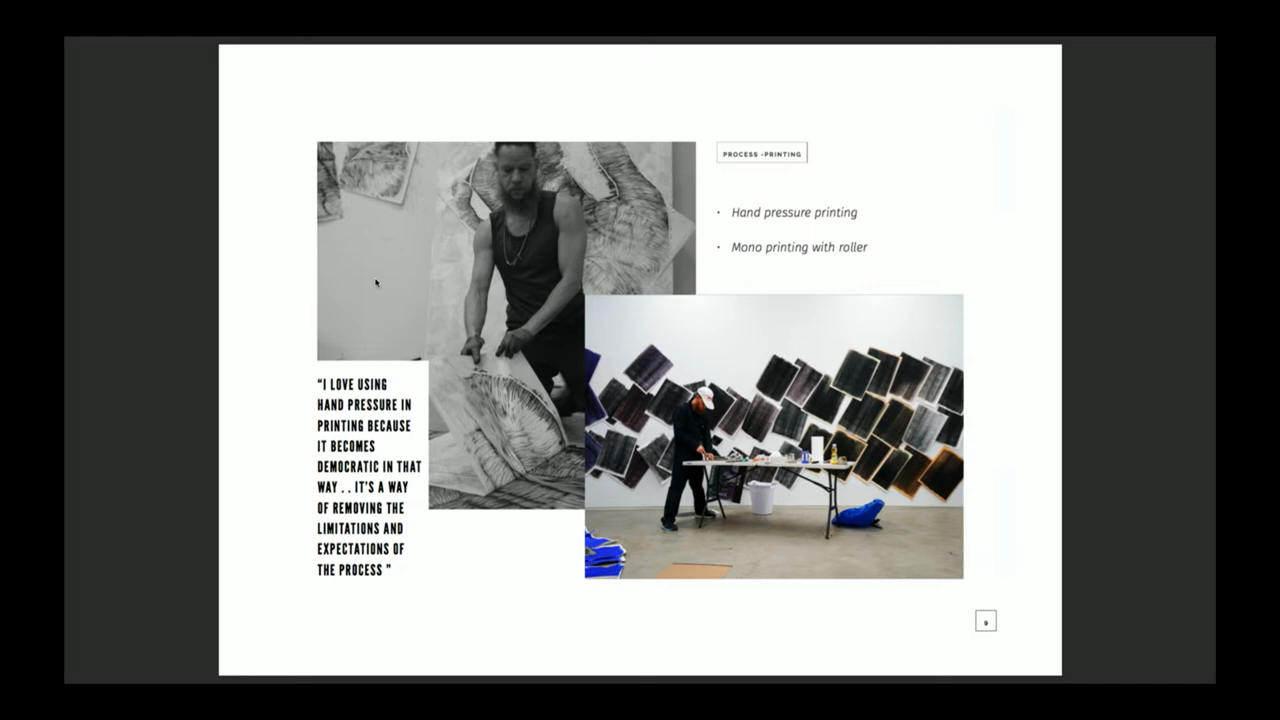 PROCESS -PRINTING
• Hand pressure printing
• Mono printing with roller
“I LOVE USING
HAND PRESSURE IN
PRINTING BECAUSE
IT BECOMES
DEMOCRATIC IN THAT
WAY . . IT’S A WAY
OF REMOVING THE
LIMITATIONS AND
EXPECTATIONS OF
THE PROCESS ”
9